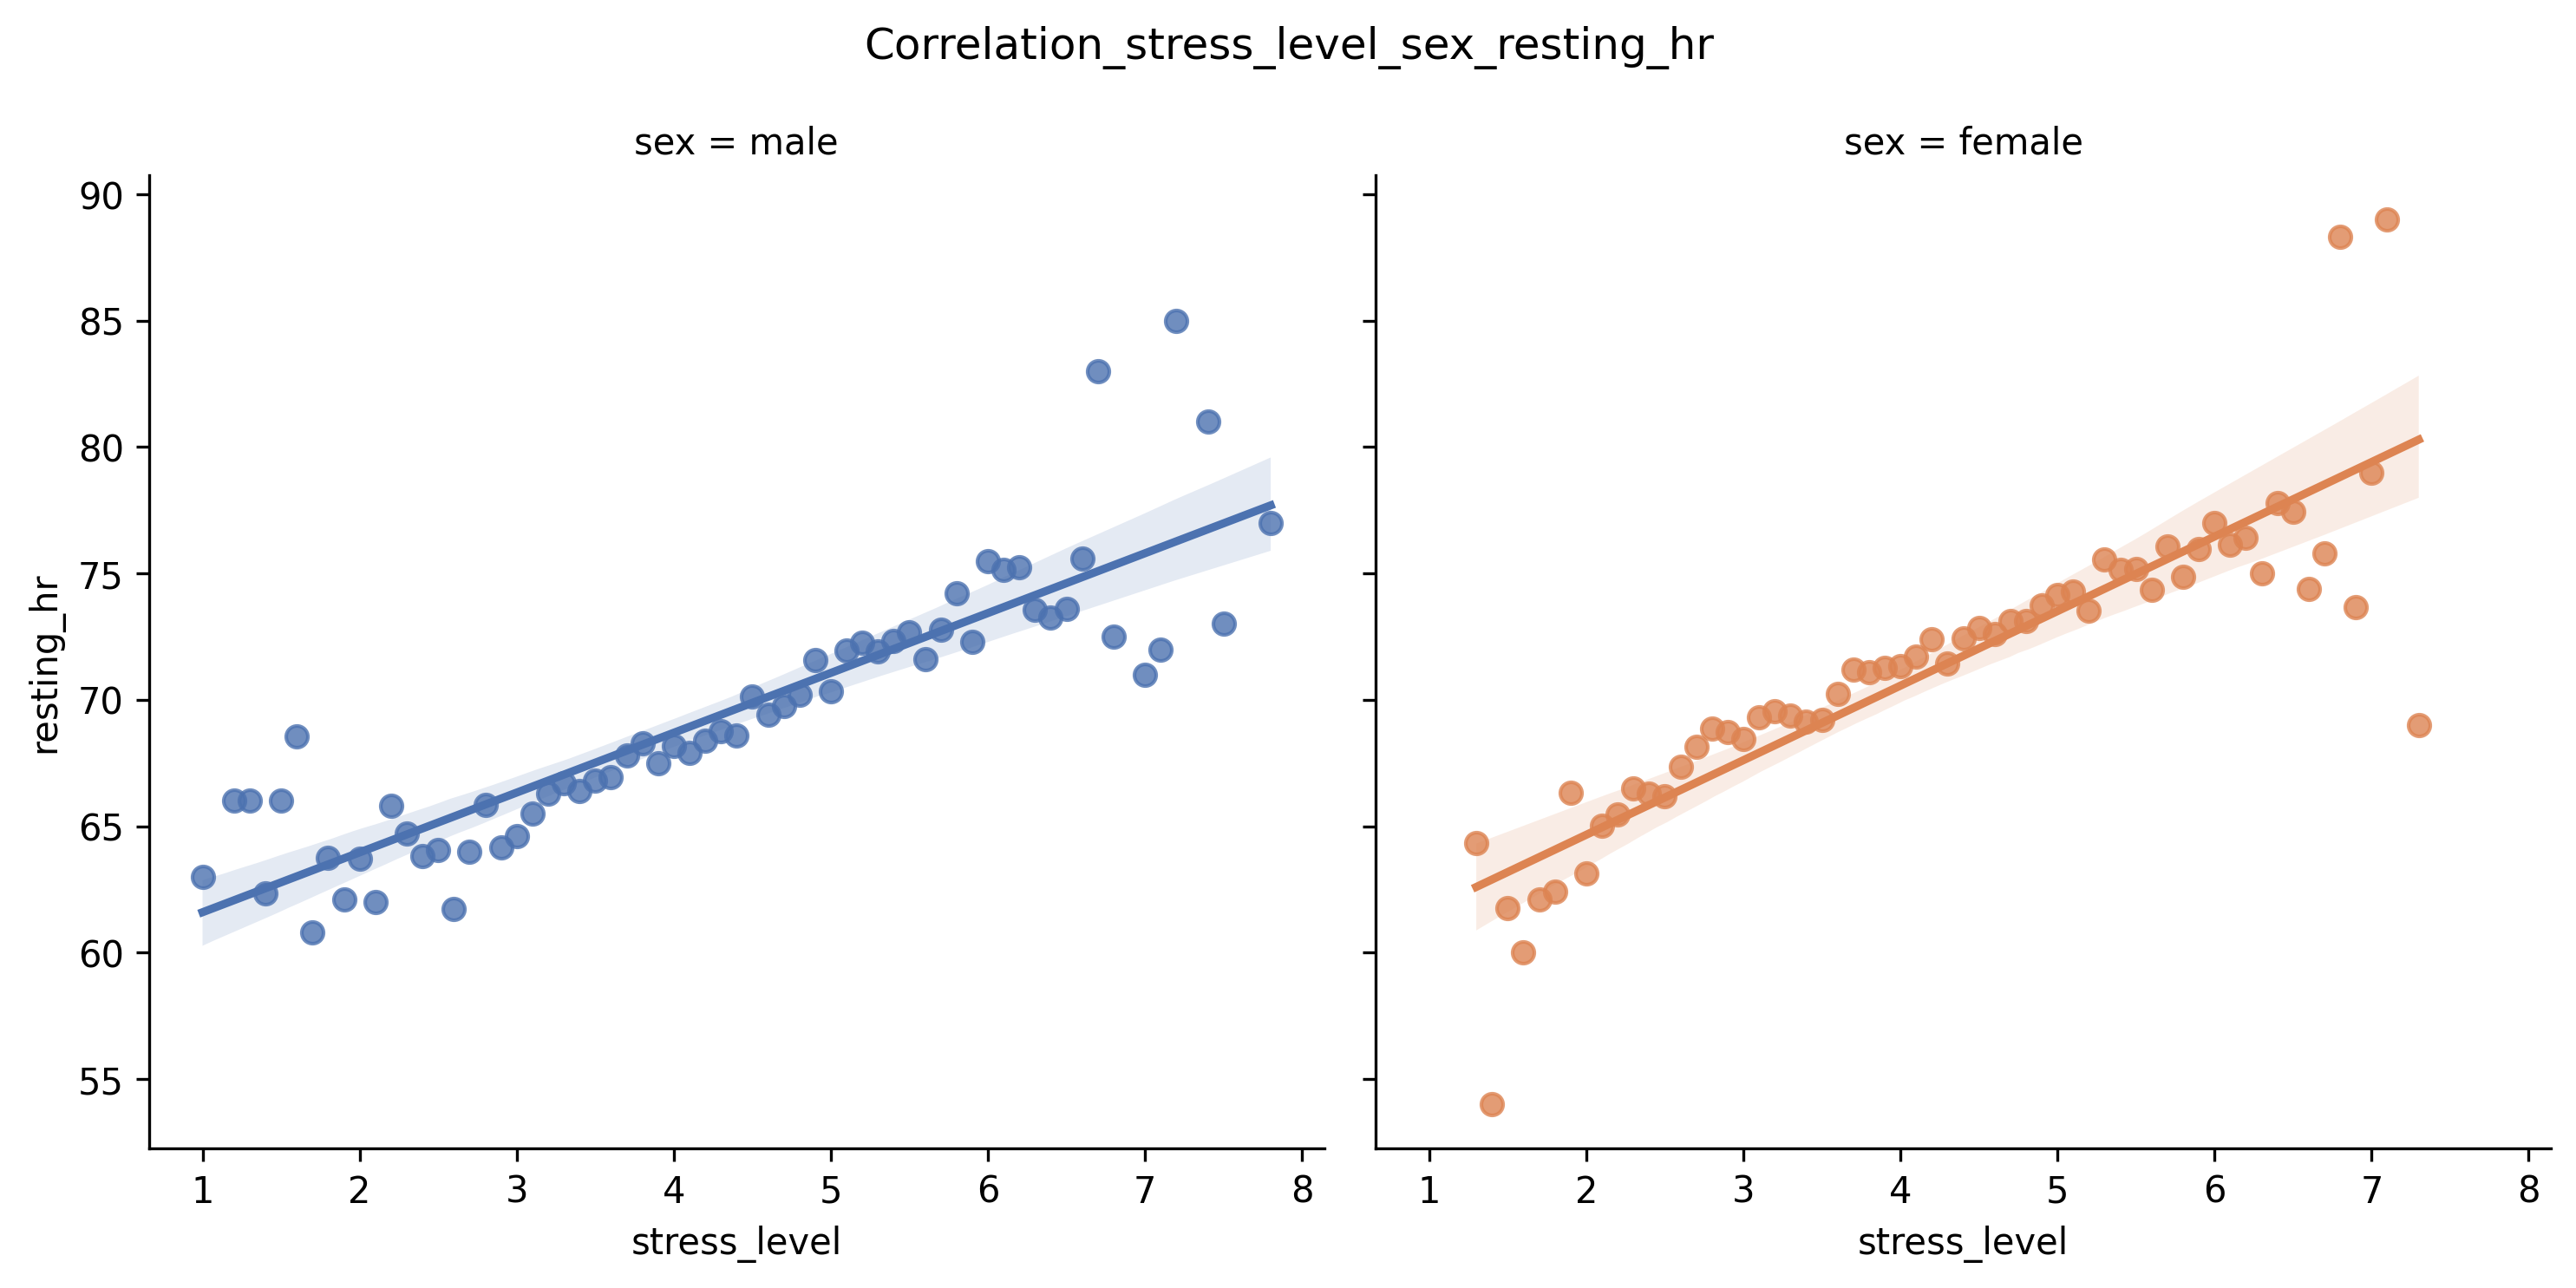 Correlation_stress_level_sex_resting_hr
sex = male
sex = female
90
85
80
75
70
65
60
55
resting_hr
1 2 3 4 5 6 7 8
1 2 3 4 5 6 7 8
stress_level
stress_level